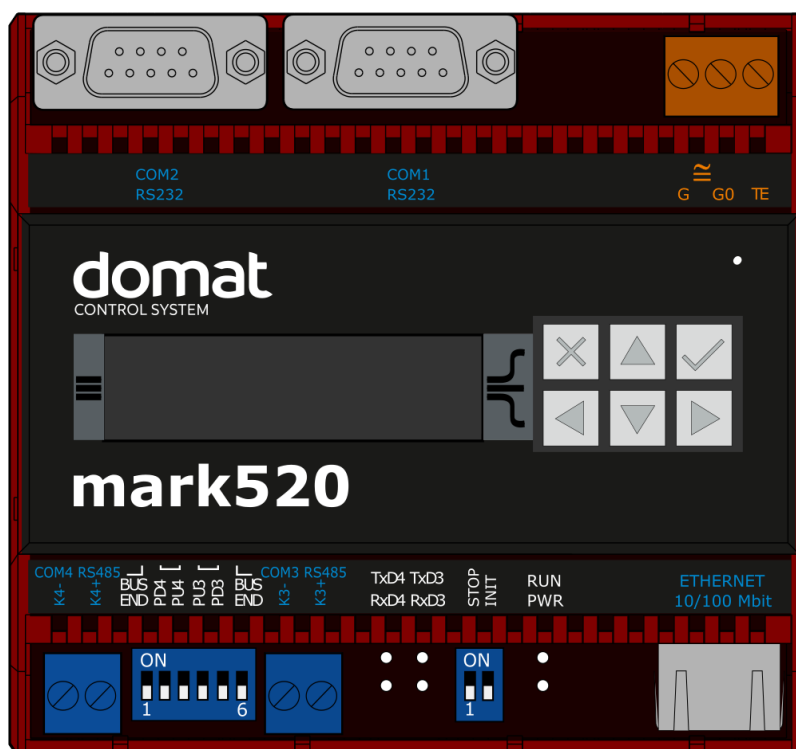 COM2
RS232
COM1
RS232
≅
G G0 TE
domat
CONTROL SYSTEM
mark520
COM4 RS485
K4-
K4+
BUS
END
PD4
PU4
PU3
PD3
BUS
END
COM3 RS485
K3-
K3+
TxD4 TxD3
RxD4 RxD3
STOP
INIT
RUN
PWR
ETHERNET
10/100 Mbit
ON
1 6
ON
1